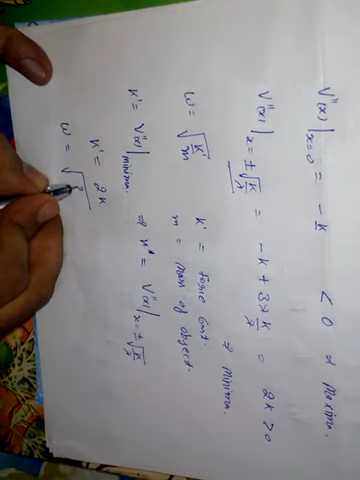 V''(x)|x=0 = -k < 0 → Maxima.
V''(x)|x=±√k/λ = -k + 3λ k/λ = 2k > 0
→ Minima.
ω = √k'/m k' = Force Const.
m = Mass of object.
k' = V''(x)|minima. → k' = V''(x)|x=±√k/λ
k' = 2k
ω = √